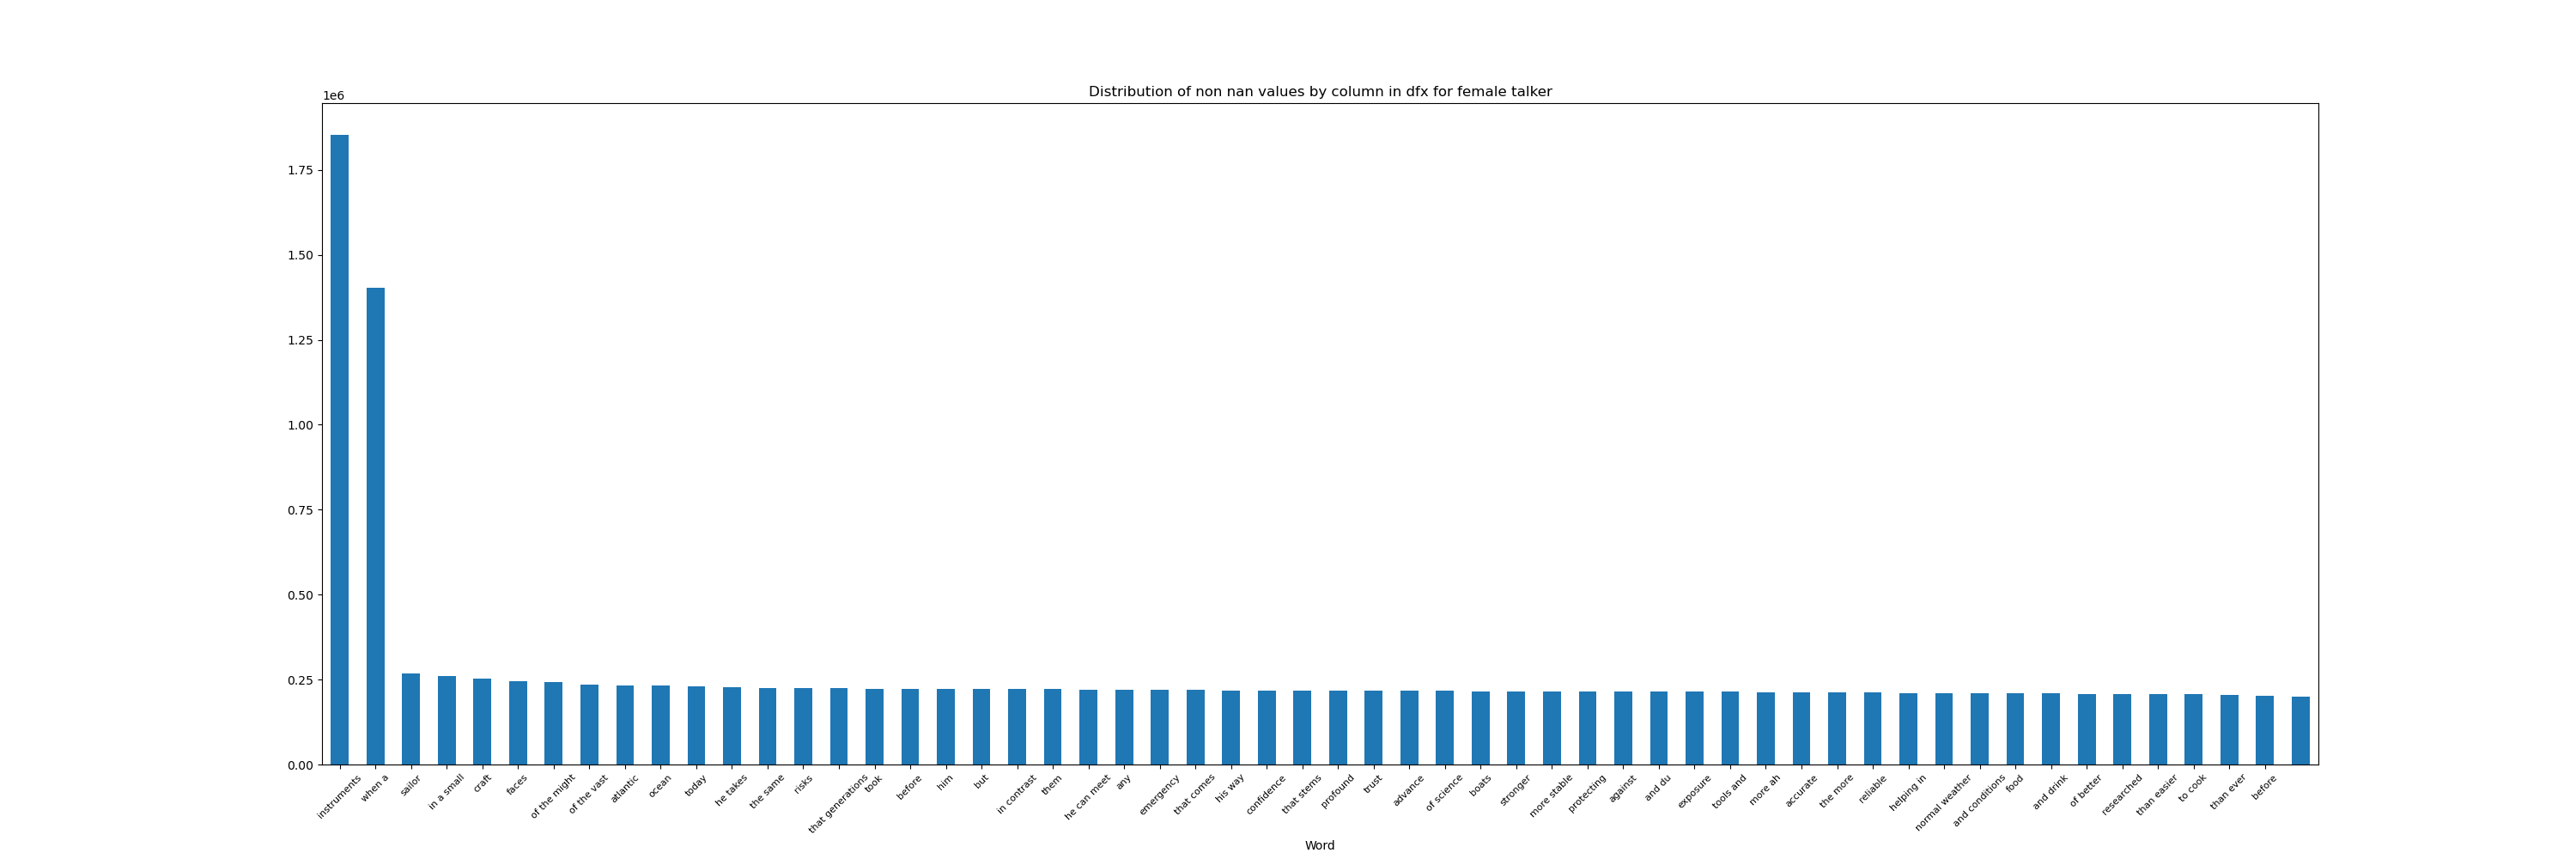 Distribution of non nan values by column in dfx for female talker
1e6
1.75
1.50
1.25
1.00
0.75
0.50
0.25
0.00
instruments
when a
sailor
in a small
craft
faces
of the might
of the vast
atlantic
ocean
today
he takes
the same
risks
that generations
took
before
him
but
in contrast
them
he can meet
any
emergency
that comes
his way
confidence
that stems
profound
trust
advance
of science
boats
stronger
more stable
protecting
against
and du
exposure
tools and
more ah
accurate
the more
reliable
helping in
normal weather
and conditions
food
and drink
of better
researched
than easier
to cook
than ever
before
Word